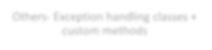 Others- Exception handling classes +
custom methods